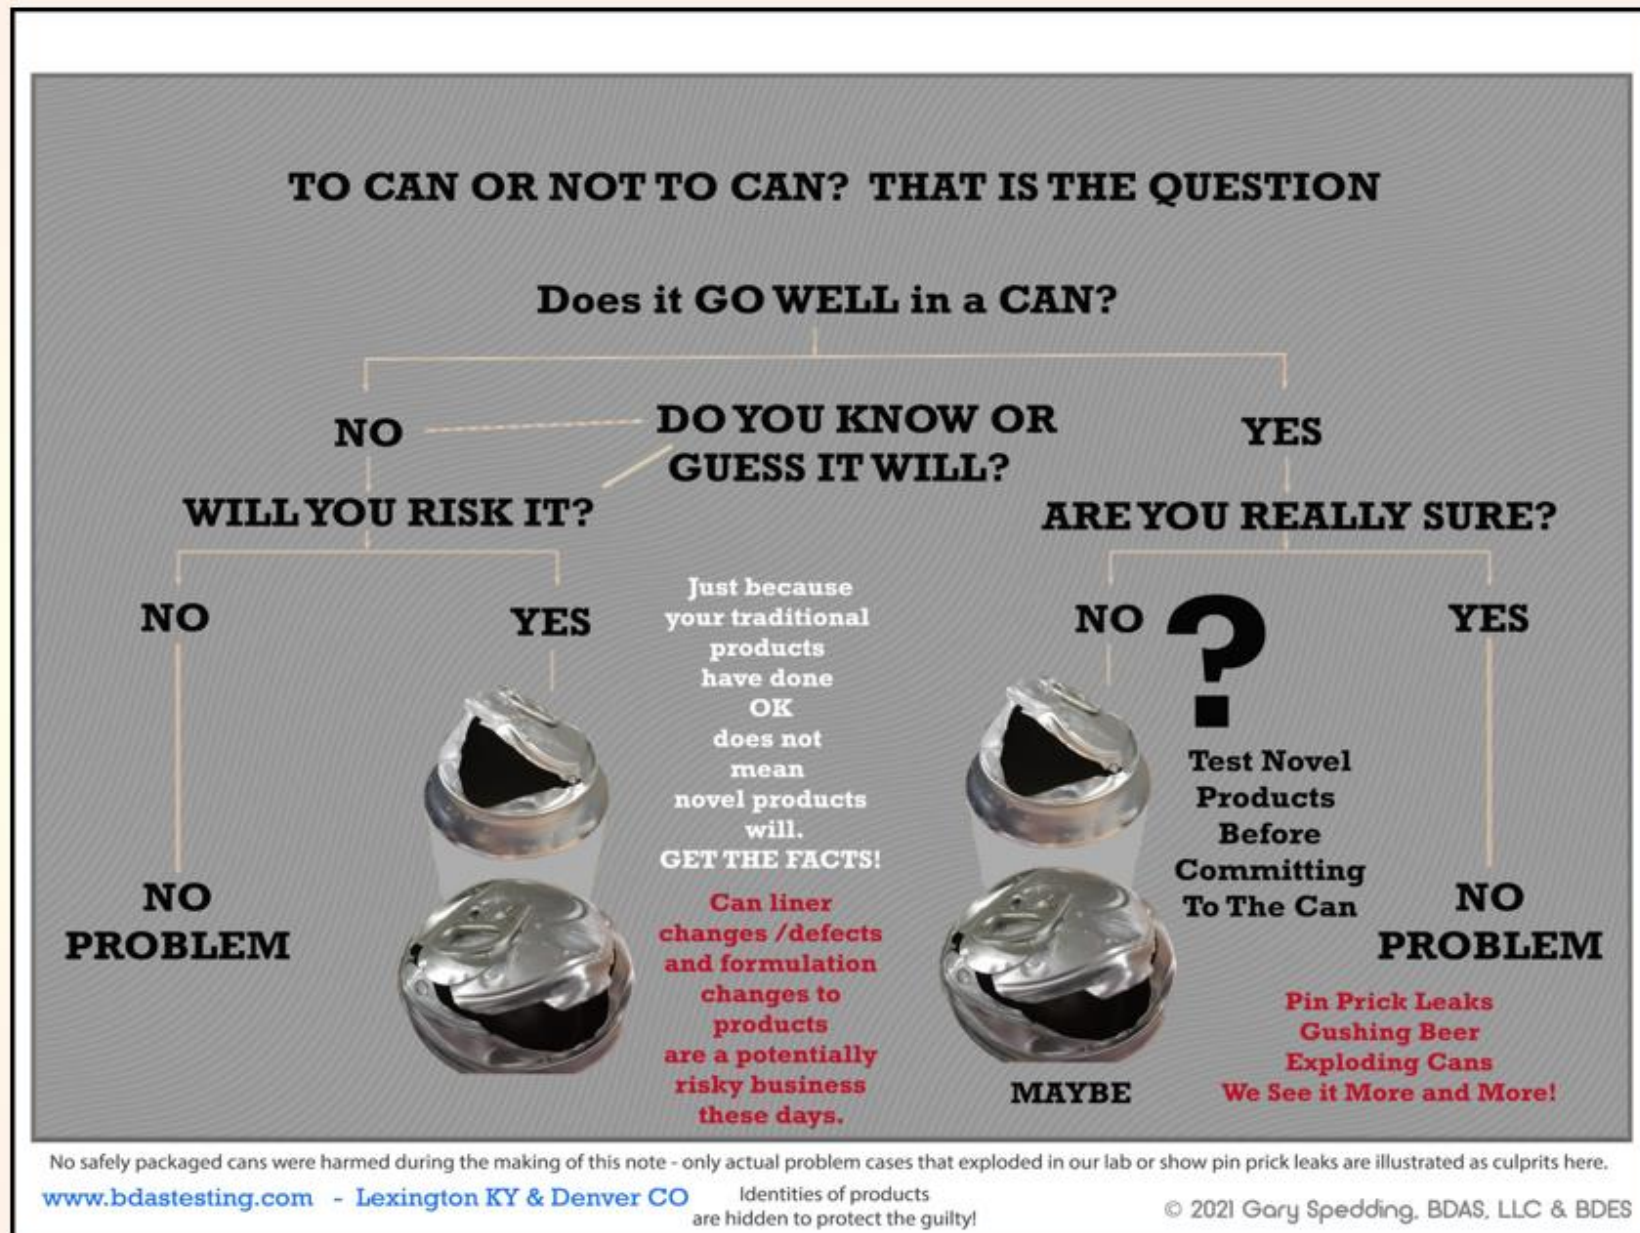 TO CAN OR NOT TO CAN? THAT IS THE QUESTION
Does it GO WELL in a CAN?
NO
DO YOU KNOW OR
GUESS IT WILL?
YES
WILL YOU RISK IT?
ARE YOU REALLY SURE?
NO
YES
Just because
your traditional
products
have done
OK
does not
mean
novel products
will.
GET THE FACTS!
Can liner
changes /defects
and formulation
changes to
products
are a potentially
risky business
these days.
NO
?
YES
Test Novel
Products
Before
Committing
To The Can
NO
PROBLEM
NO
PROBLEM
MAYBE
Pin Prick Leaks
Gushing Beer
Exploding Cans
We See it More and More!
No safely packaged cans were harmed during the making of this note - only actual problem cases that exploded in our lab or show pin prick leaks are illustrated as culprits here.
www.bdastesting.com - Lexington KY & Denver CO
Identities of products
are hidden to protect the guilty!
© 2021 Gary Spedding, BDAS, LLC & BDES